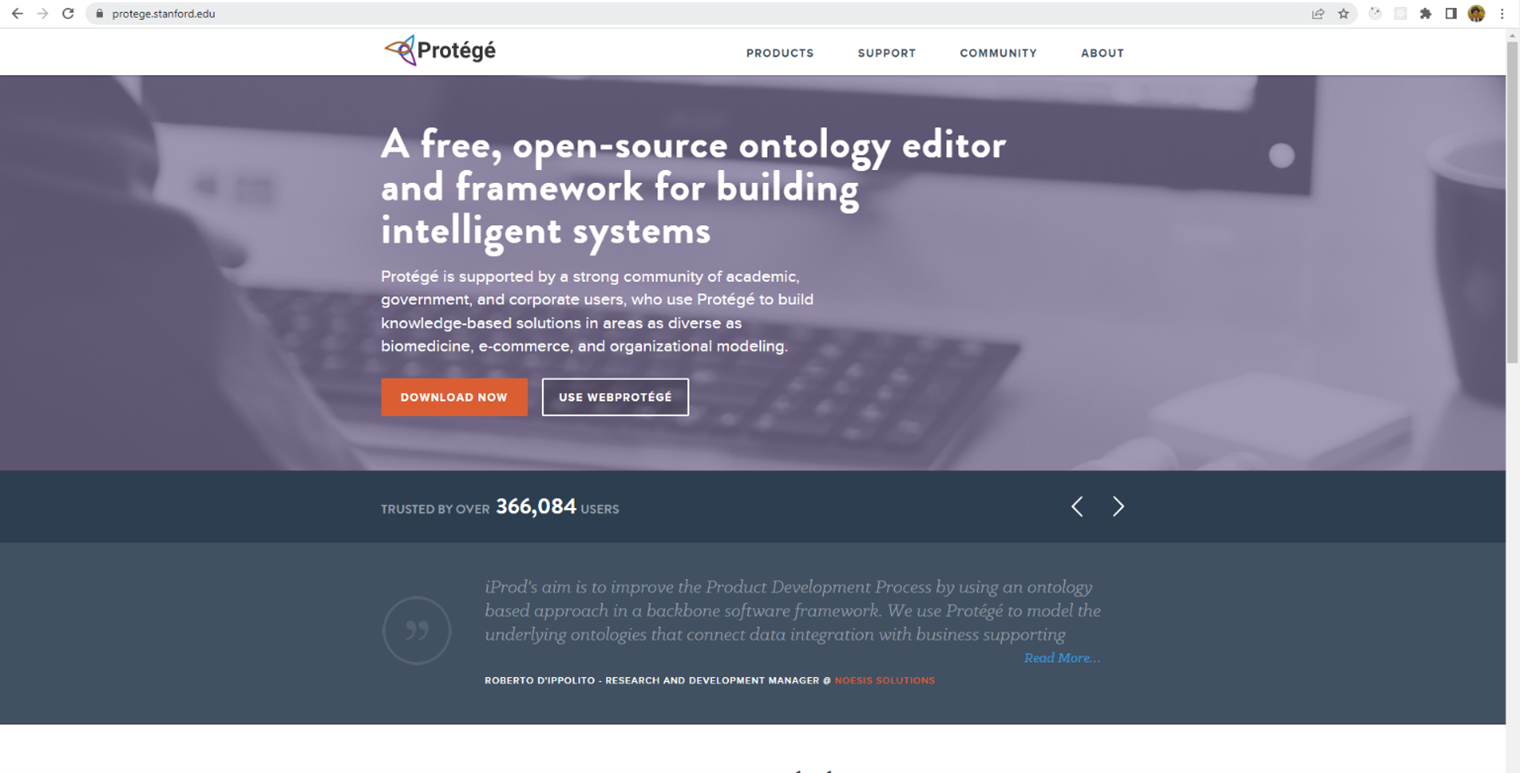 protege.stanford.edu
Protégé
PRODUCTS SUPPORT COMMUNITY ABOUT
A free, open-source ontology editor
and framework for building
intelligent systems
Protégé is supported by a strong community of academic,
government, and corporate users, who use Protégé to build
knowledge-based solutions in areas as diverse as
biomedicine, e-commerce, and organizational modeling.
DOWNLOAD NOW USE WEBPROTÉGÉ
TRUSTED BY OVER 366,084 USERS
iProd's aim is to improve the Product Development Process by using an ontology
based approach in a backbone software framework. We use Protégé to model the
underlying ontologies that connect data integration with business supporting
Read More...
ROBERTO D'IPPOLITO - RESEARCH AND DEVELOPMENT MANAGER @ NOESIS SOLUTIONS